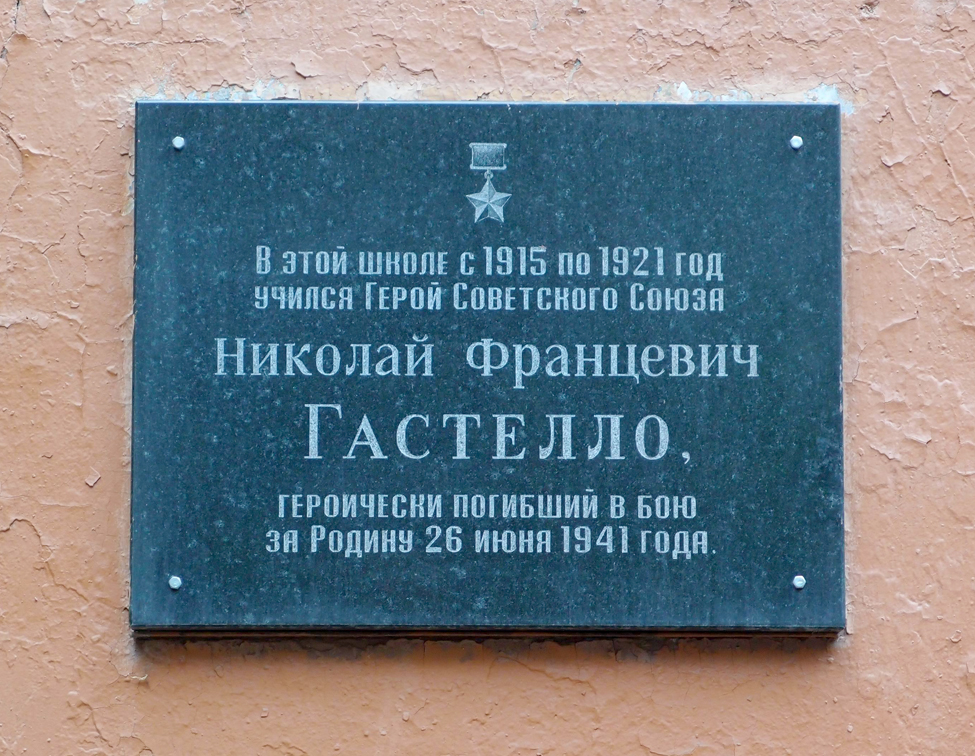 В этой школе с 1915 по 1921 год
учился Герой Советского Союза
Николай Францевич
Гастелло,
героически погибший в бою
за Родину 26 июня 1941 года.